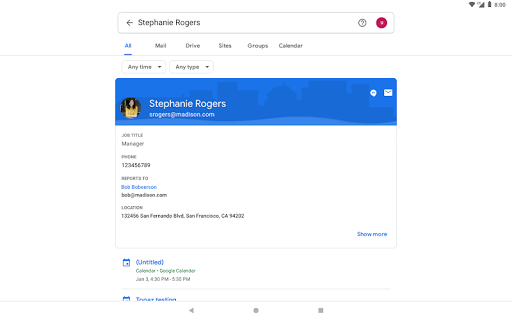 8:00
Stephanie Rogers
All Mail Drive Sites Groups Calendar
Any time Any type
Stephanie Rogers
srogers@madison.com
JOB TITLE
Manager
PHONE
123456789
REPORTS TO
Bob Boberson
bob@madison.com
LOCATION
132456 San Fernando Blvd, San Francisco, CA 94202
Show more
(Untitled)
Calendar • Google Calendar
Jan 3, 4:30 PM - 5:30 PM
Topaz testing